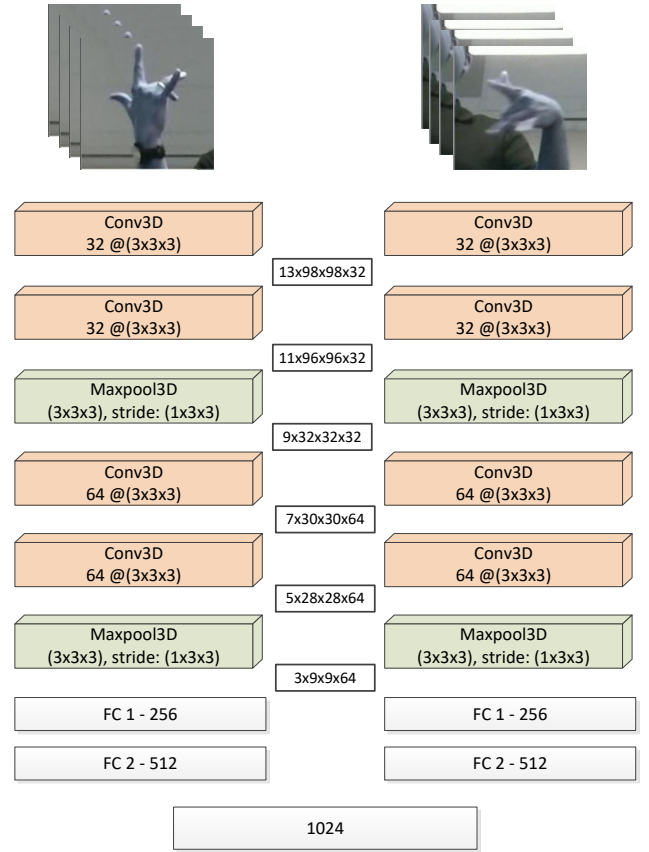 Conv3D
32 @(3x3x3)
Conv3D
32 @(3x3x3)
13x98x98x32
Conv3D
32 @(3x3x3)
Conv3D
32 @(3x3x3)
11x96x96x32
Maxpool3D
(3x3x3), stride: (1x3x3)
Maxpool3D
(3x3x3), stride: (1x3x3)
9x32x32x32
Conv3D
64 @(3x3x3)
Conv3D
64 @(3x3x3)
7x30x30x64
Conv3D
64 @(3x3x3)
Conv3D
64 @(3x3x3)
5x28x28x64
Maxpool3D
(3x3x3), stride: (1x3x3)
Maxpool3D
(3x3x3), stride: (1x3x3)
3x9x9x64
FC 1 - 256
FC 1 - 256
FC 2 - 512
FC 2 - 512
1024